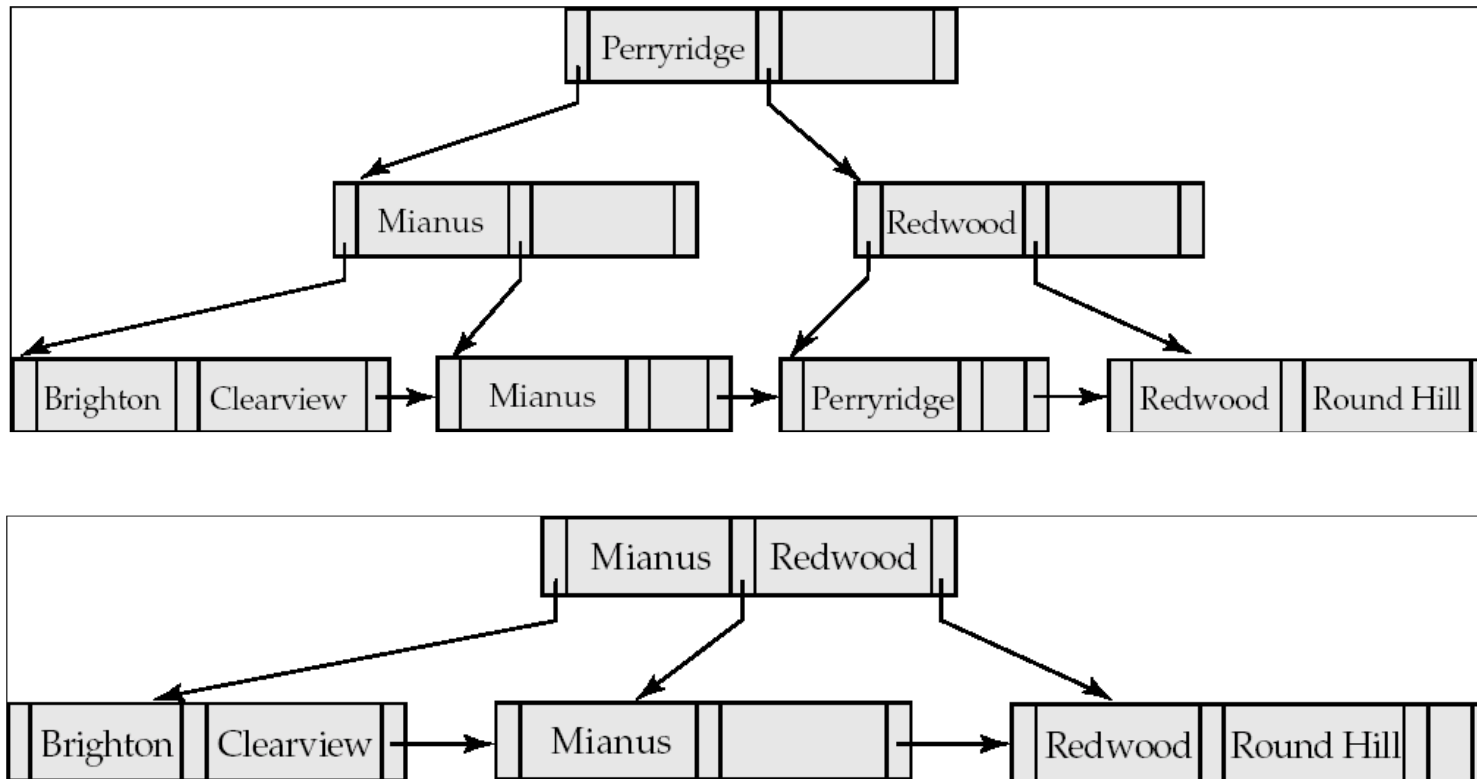 Perryridge
Mianus Redwood
Brighton Clearview Mianus Perryridge Redwood Round Hill
Mianus Redwood
Brighton Clearview Mianus Redwood Round Hill